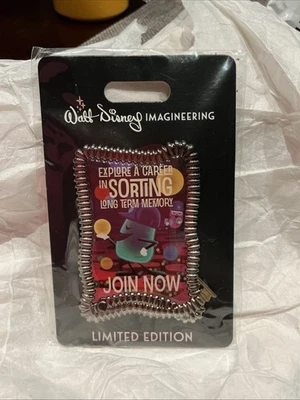 Walt Disney IMAGINEERING
EXPLORE A CAREER
IN SORTING
LONG TERM MEMORY
JOIN NOW
LIMITED EDITION